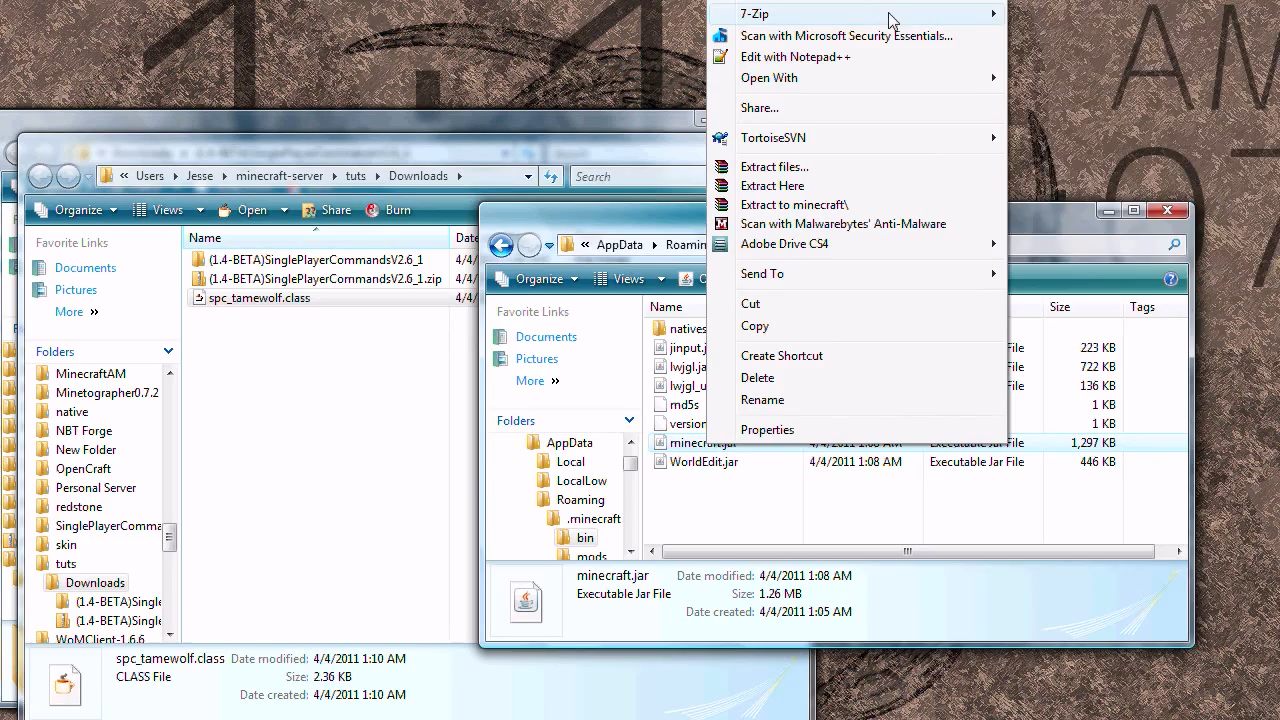 7-Zip
Scan with Microsoft Security Essentials...
Edit with Notepad++
Open With
Share...
TortoiseSVN
Extract files...
Extract Here
Extract to minecraft\
Scan with Malwarebytes' Anti-Malware
Adobe Drive CS4
Send To
Cut
Copy
Create Shortcut
Delete
Rename
Properties
AM
Users Jesse minecraft-server tuts Downloads
Search
Organize Views Open Share Burn
Favorite Links
Documents
Pictures
More »
Folders
MinecraftAM
Minetographer0.7.2
native
NBT Forge
New Folder
OpenCraft
Personal Server
redstone
SinglePlayerComma
skin
tuts
Downloads
(1.4-BETA)Single
(1.4-BETA)Single
WoMClient-1.6.6
Name Date
(1.4-BETA)SinglePlayerCommandsV2.6_1 4/4
(1.4-BETA)SinglePlayerCommandsV2.6_1.zip 4/4
spc_tamewolf.class 4/4
spc_tamewolf.class Date modified: 4/4/2011 1:10 AM
CLASS File Size: 2.36 KB
Date created: 4/4/2011 1:10 AM
AppData Roamin
Organize Views O
Favorite Links
Documents
Pictures
More »
Folders
AppData
Local
LocalLow
Roaming
.minecraft
bin
mods
Name Size Tags
natives
jinput.j File 223 KB
lwjgl.ja File 722 KB
lwjgl_u File 136 KB
md5s 1 KB
version 1 KB
minecraft.jar 4/4/2011 1:08 AM Executable Jar File 1,297 KB
WorldEdit.jar 4/4/2011 1:08 AM Executable Jar File 446 KB
minecraft.jar Date modified: 4/4/2011 1:08 AM
Executable Jar File Size: 1.26 MB
Date created: 4/4/2011 1:05 AM